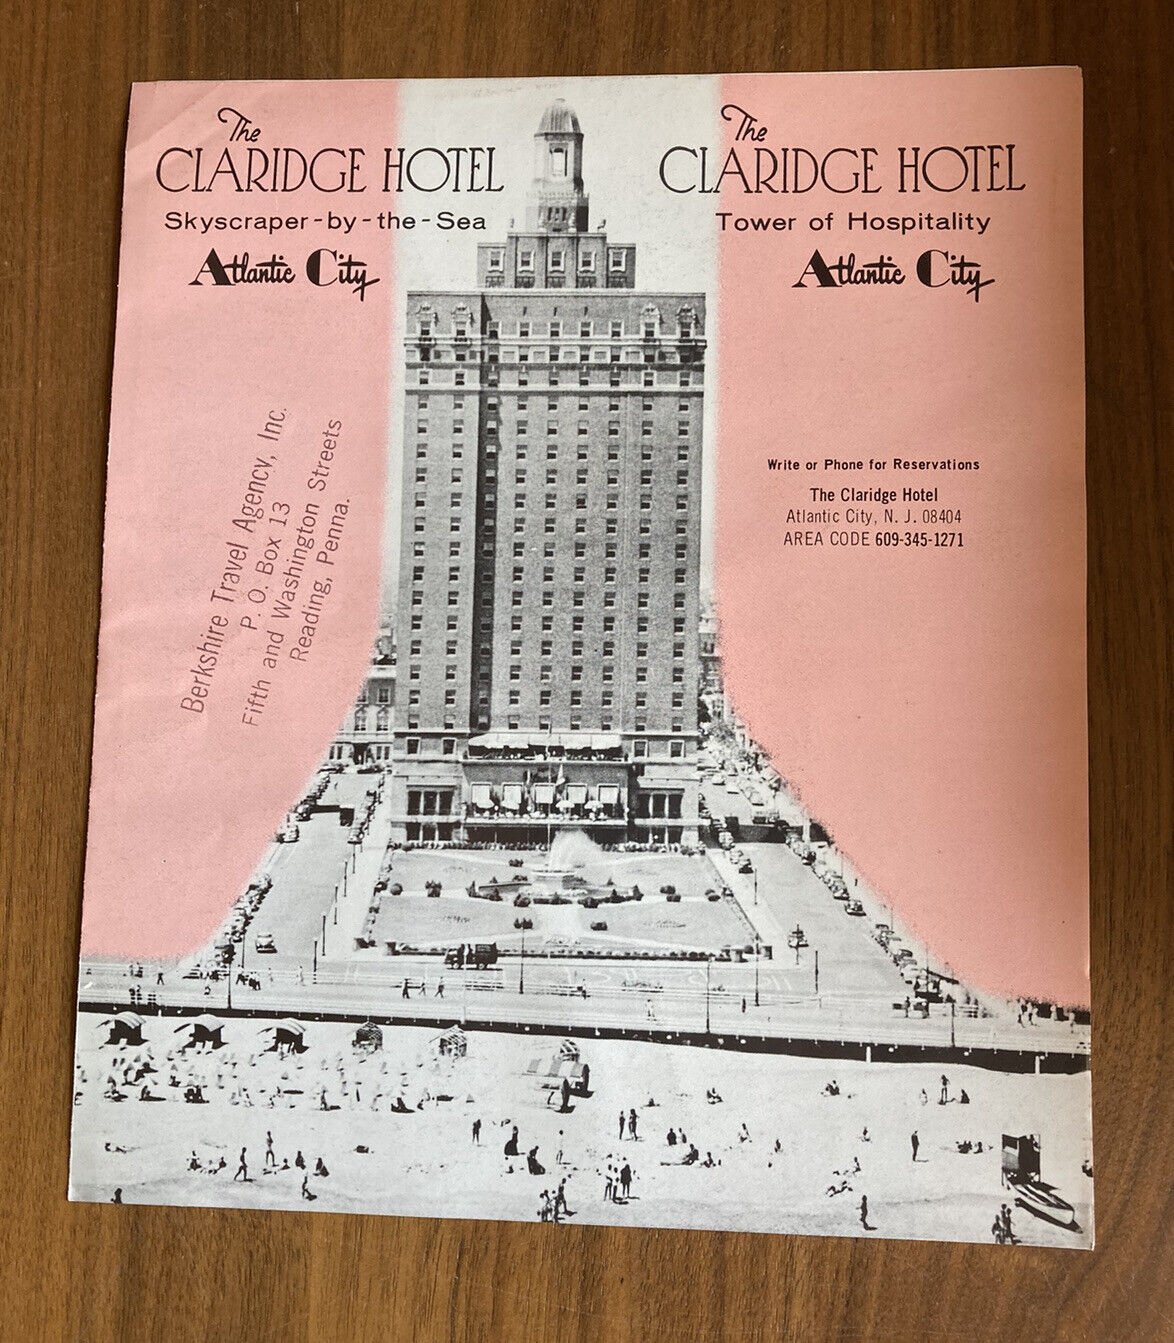 The
CLARIDGE HOTEL
Skyscraper-by-the-Sea
Atlantic City
Berkshire Travel Agency, Inc.
P. O. Box 13
Fifth and Washington Streets
Reading, Penna.
The
CLARIDGE HOTEL
Tower of Hospitality
Atlantic City
Write or Phone for Reservations
The Claridge Hotel
Atlantic City, N. J. 08404
AREA CODE 609-345-1271